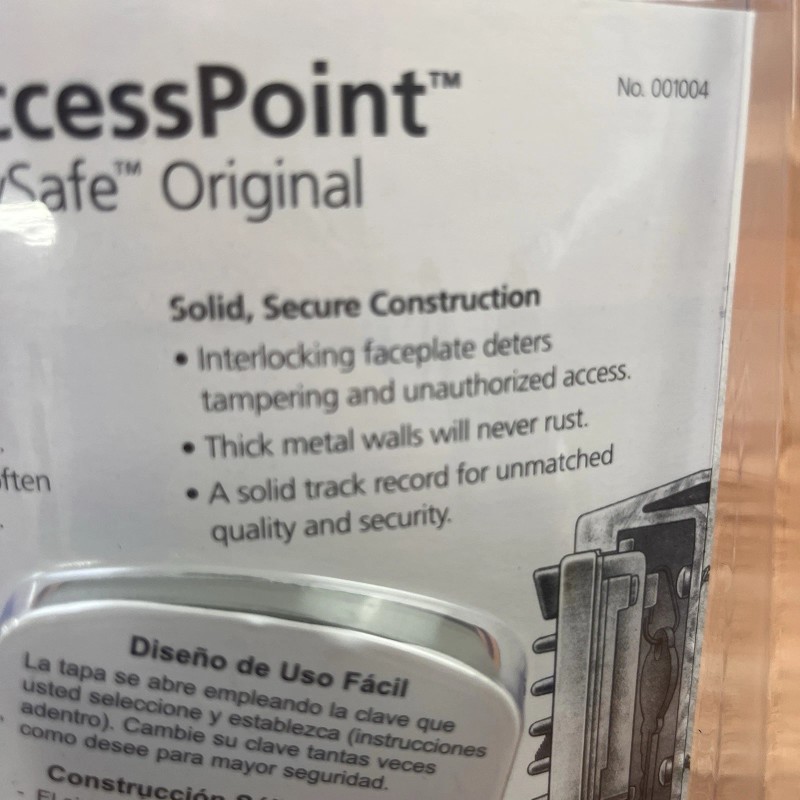 ccessPoint™
No. 001004
Safe™ Original
Solid, Secure Construction
• Interlocking faceplate deters
tampering and unauthorized access.
• Thick metal walls will never rust.
• A solid track record for unmatched
quality and security.
ften
Diseño de Uso Fácil
La tapa se abre empleando la clave que
usted seleccione y establezca (instrucciones
adentro). Cambie su clave tantas veces
como desee para mayor seguridad.
Construcción